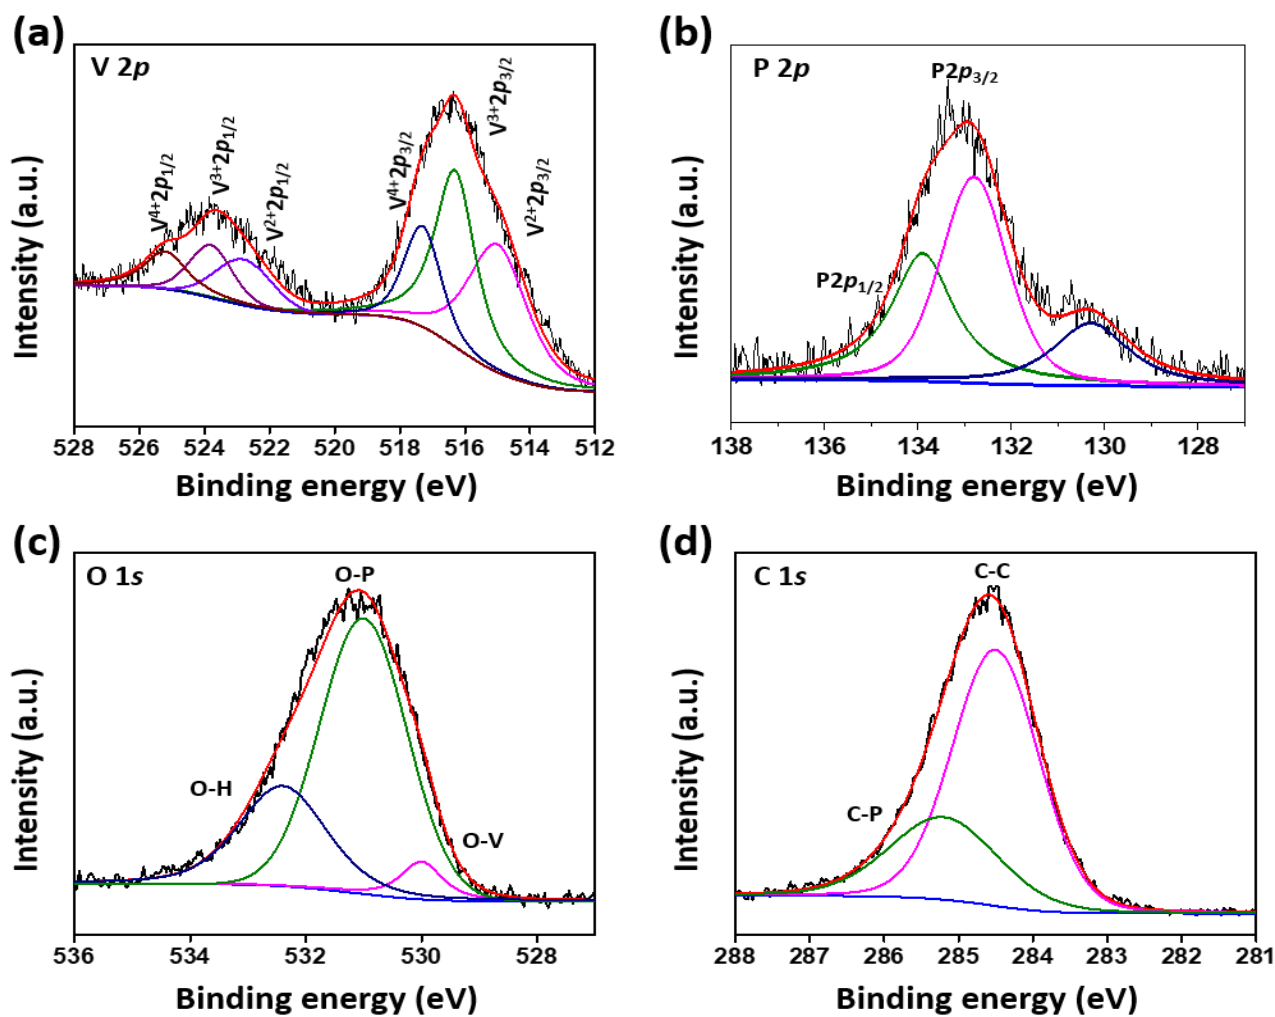 (a)
V 2p
V4+2p1/2
V3+2p1/2
V2+2p1/2
V4+2p3/2
V3+2p3/2
V2+2p3/2
Intensity (a.u.)
528 526 524 522 520 517 516 514 512
Binding energy (eV)
(b)
P 2p
P2p3/2
P2p1/2
Intensity (a.u.)
138 136 134 132 130 128
Binding energy (eV)
(c)
O 1s
O-P
O-H
O-V
Intensity (a.u.)
536 534 532 531 530 528
Binding energy (eV)
(d)
C 1s
C-C
C-P
Intensity (a.u.)
288 287 286 285 284 283 282 281
Binding energy (eV)